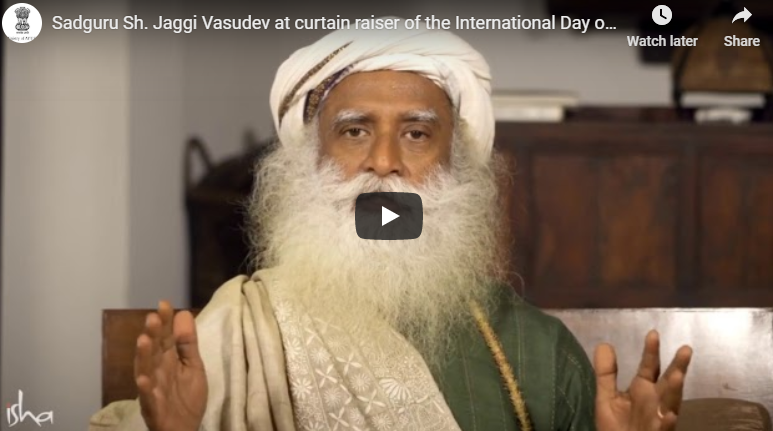 Sadguru Sh. Jaggi Vasudev at curtain raiser of the International Day o...
Watch later
Share
isha